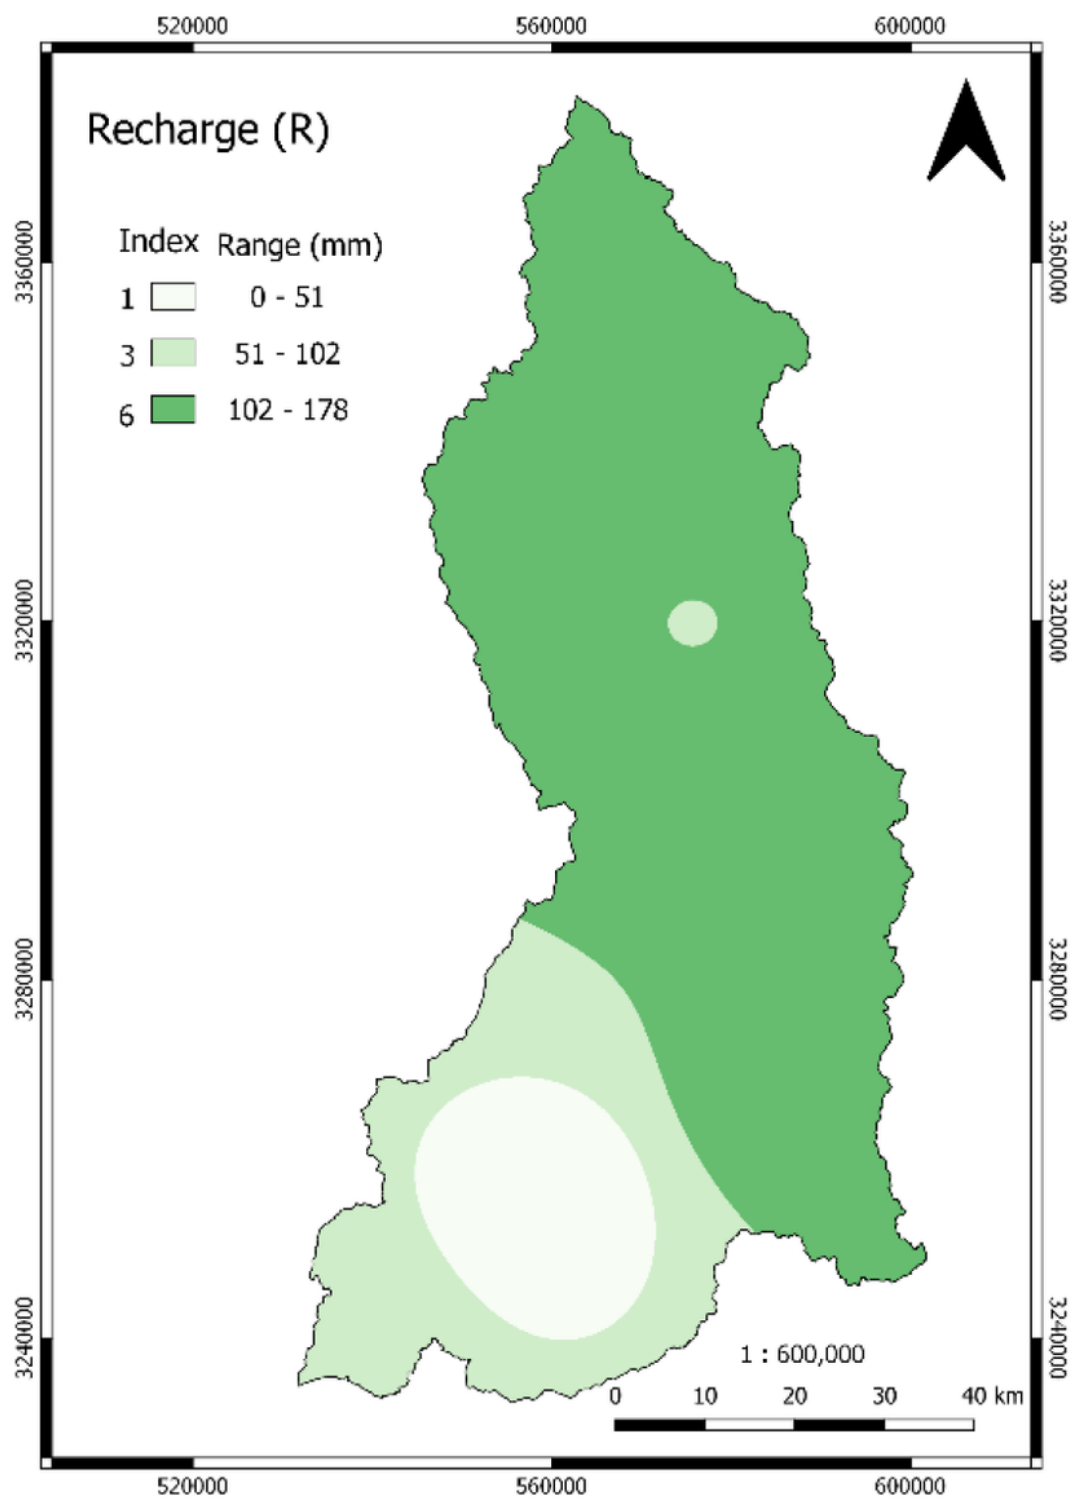 520000 560000 600000
Recharge (R)
Index Range (mm)
1 0 - 51
3 51 - 102
6 102 - 178
3360000 3360000
3320000 3320000
3280000 3280000
3240000 3240000
1 : 600,000
0 10 20 30 40 km
520000 560000 600000